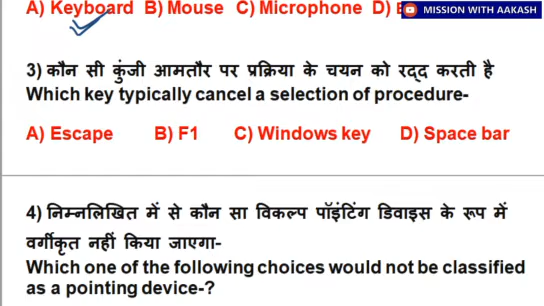 A) Keyboard B) Mouse C) Microphone D)
MISSION WITH AAKASH
3) कौन सी कुंजी आमतौर पर प्रक्रिया के चयन को रद्द करती है
Which key typically cancel a selection of procedure-
A) Escape B) F1 C) Windows key D) Space bar
4) निम्नलिखित में से कौन सा विकल्प पॉइंटिंग डिवाइस के रूप में
वर्गीकृत नहीं किया जाएगा-
Which one of the following choices would not be classified
as a pointing device-?